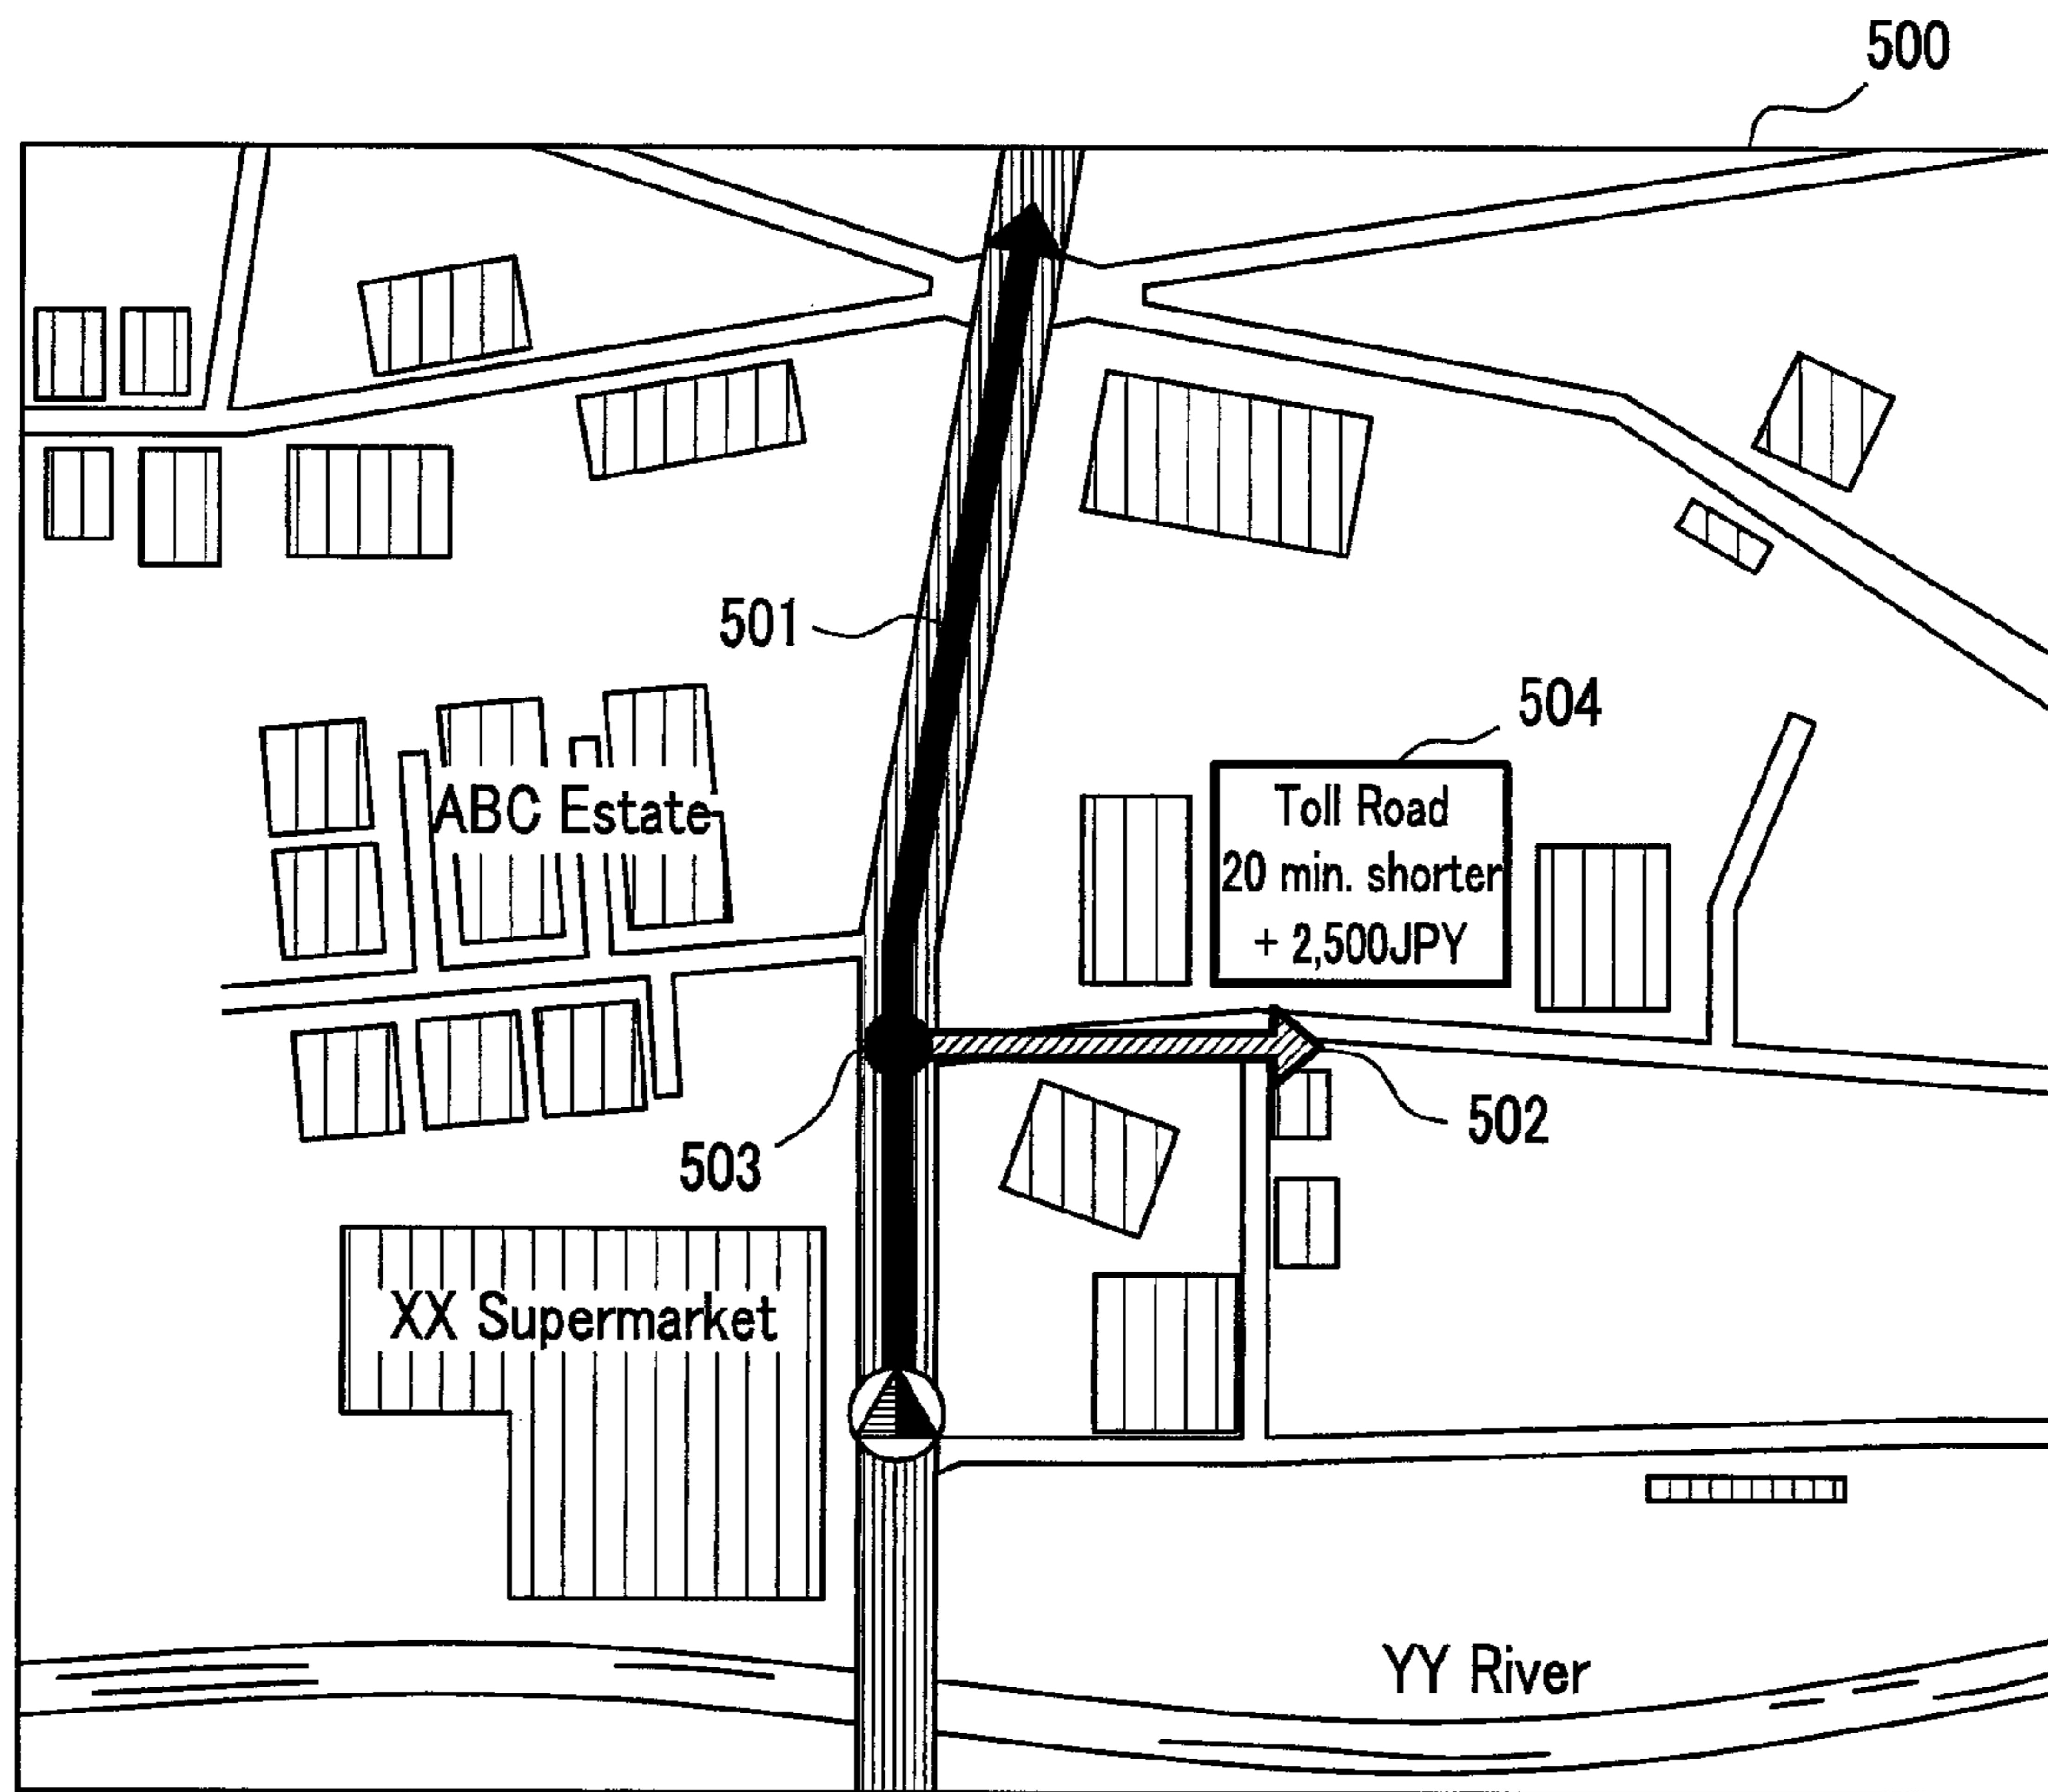 500
501
504
Toll Road
20 min. shorter
+ 2,500JPY
ABC Estate
502
503
XX Supermarket
YY River